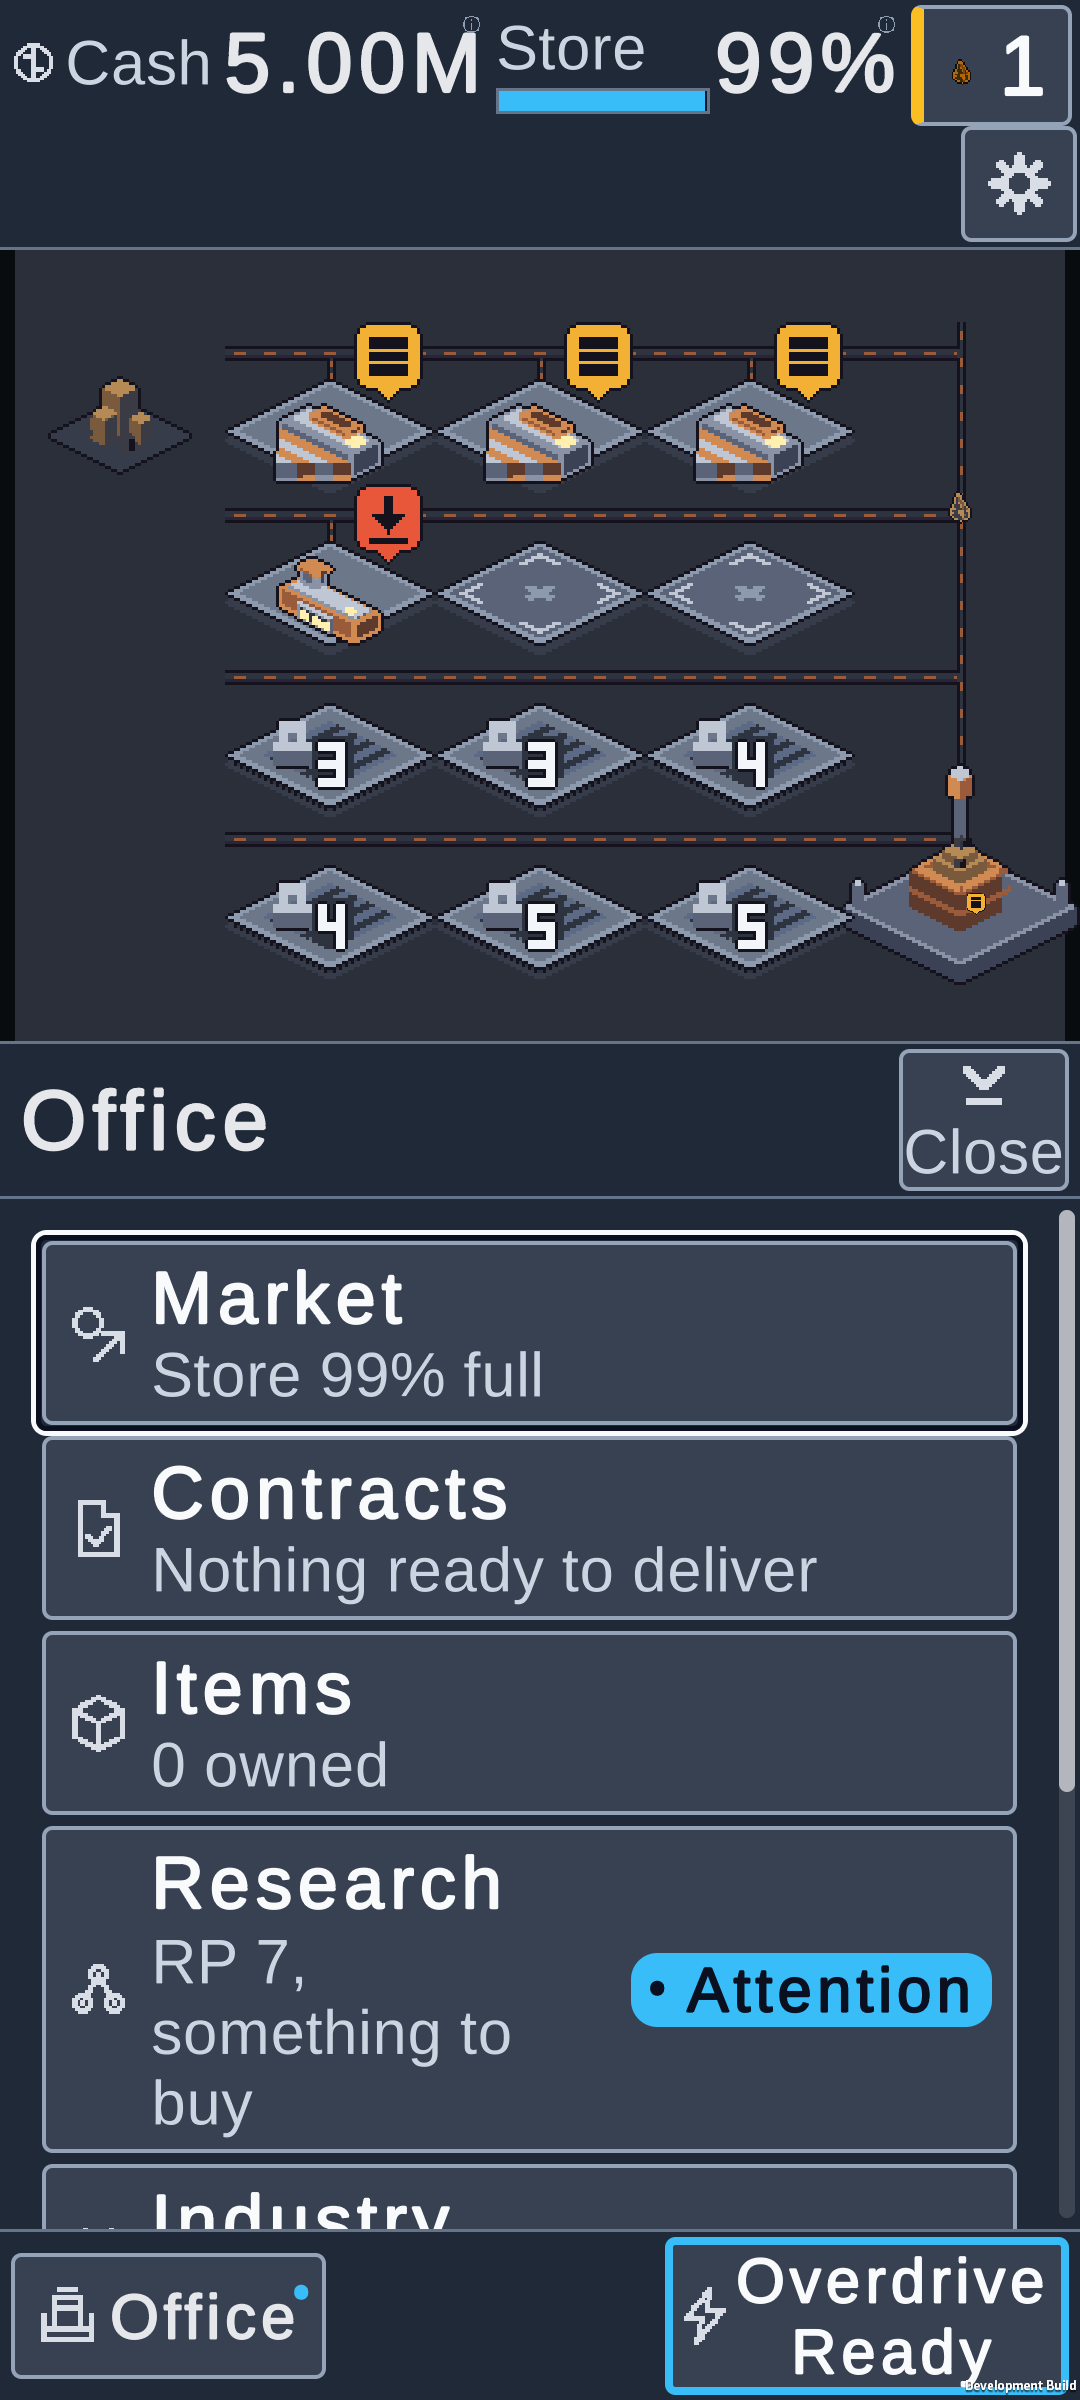 Cash 5.00M Store 99% 1
3 3 4
4 5 5
Office
Close
Market
Store 99% full
Contracts
Nothing ready to deliver
Items
0 owned
Research
RP 7,
something to
buy
• Attention
Industry
Office
Overdrive
Ready
Development Build